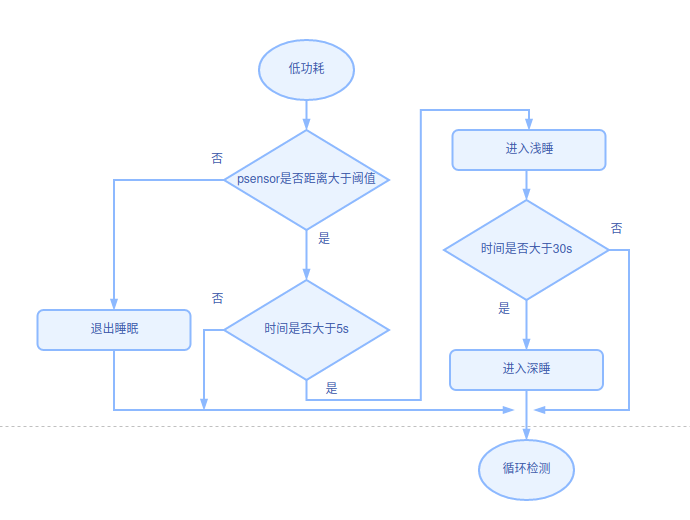 低功耗
否
psensor是否距离大于阈值
是
退出睡眠
否
时间是否大于5s
是
进入浅睡
时间是否大于30s
否
是
进入深睡
循环检测